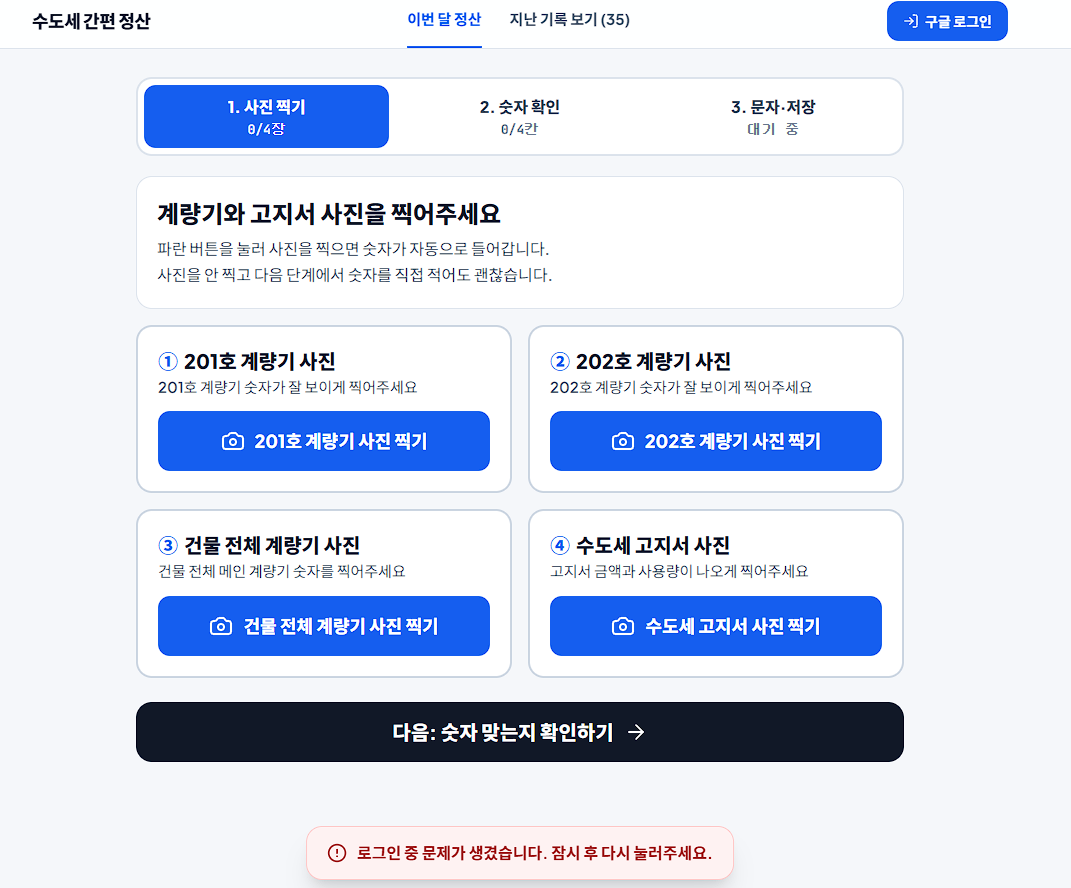 수도세 간편 정산
이번 달 정산
지난 기록 보기 (35)
구글 로그인
1. 사진 찍기
0/4장
2. 숫자 확인
0/4칸
3. 문자·저장
대기 중
계량기와 고지서 사진을 찍어주세요
파란 버튼을 눌러 사진을 찍으면 숫자가 자동으로 들어갑니다.
사진을 안 찍고 다음 단계에서 숫자를 직접 적어도 괜찮습니다.
① 201호 계량기 사진
201호 계량기 숫자가 잘 보이게 찍어주세요
201호 계량기 사진 찍기
② 202호 계량기 사진
202호 계량기 숫자가 잘 보이게 찍어주세요
202호 계량기 사진 찍기
③ 건물 전체 계량기 사진
건물 전체 메인 계량기 숫자를 찍어주세요
건물 전체 계량기 사진 찍기
④ 수도세 고지서 사진
고지서 금액과 사용량이 나오게 찍어주세요
수도세 고지서 사진 찍기
다음: 숫자 맞는지 확인하기 →
로그인 중 문제가 생겼습니다. 잠시 후 다시 눌러주세요.